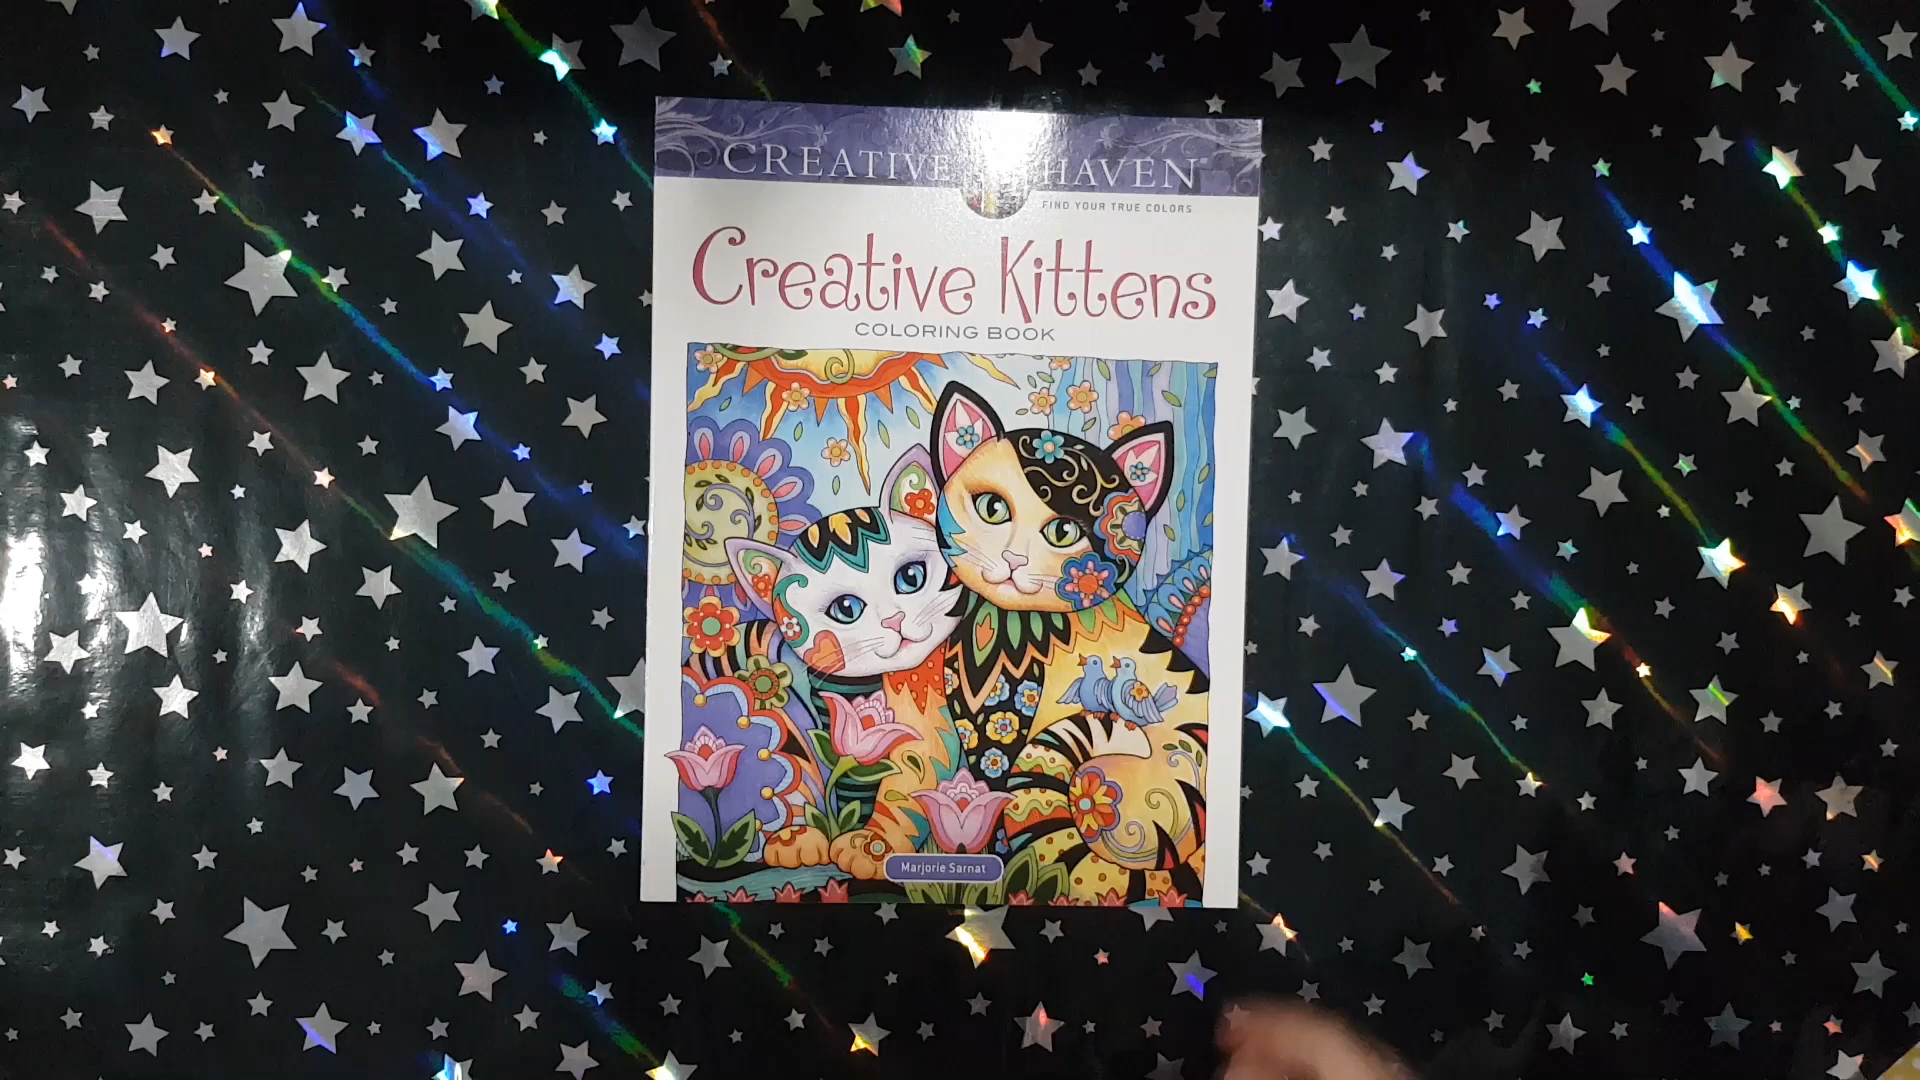 CREATIVE HAVEN
FIND YOUR TRUE COLORS
Creative Kittens
COLORING BOOK
Marjorie Sarnat